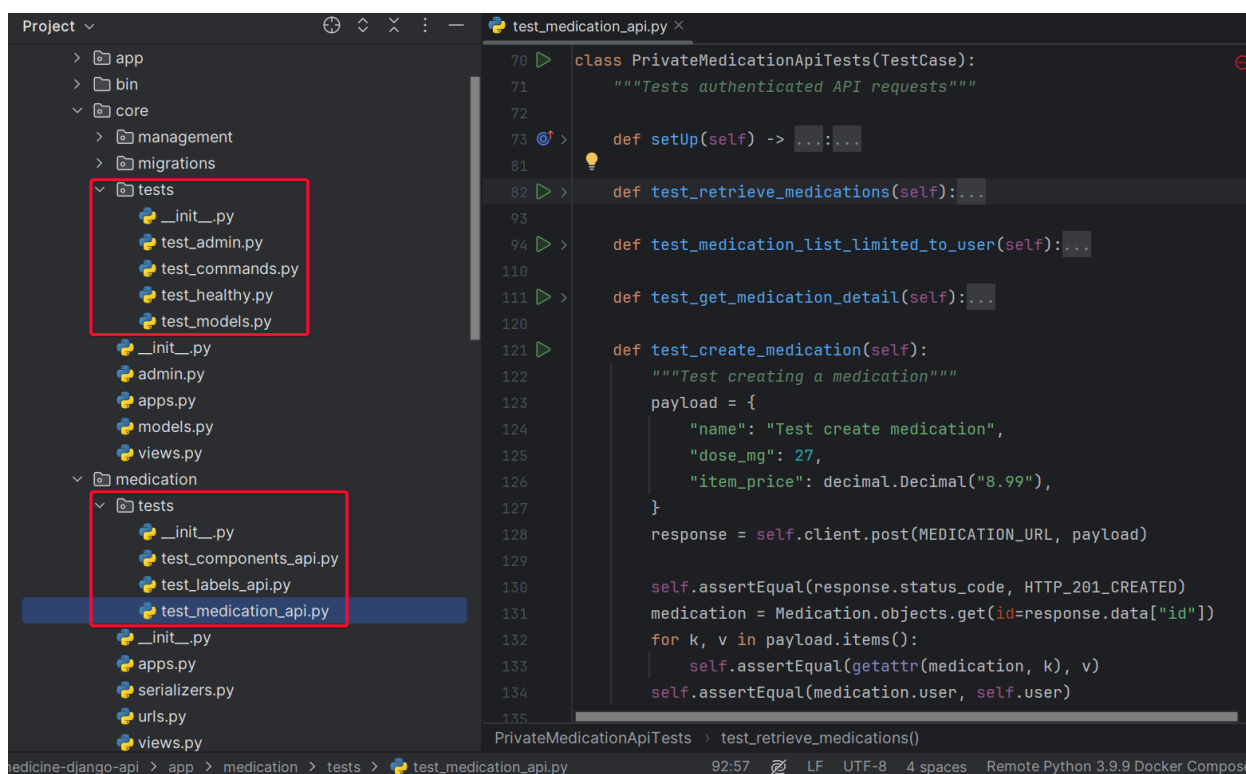 Project
app
bin
core
management
migrations
tests
__init__.py
test_admin.py
test_commands.py
test_healthy.py
test_models.py
__init__.py
admin.py
apps.py
models.py
views.py
medication
tests
__init__.py
test_components_api.py
test_labels_api.py
test_medication_api.py
__init__.py
apps.py
serializers.py
urls.py
views.py
test_medication_api.py
70 class PrivateMedicationApiTests(TestCase):
71 """Tests authenticated API requests"""
72
73 def setUp(self) -> ...:...
81
82 def test_retrieve_medications(self):...
93
94 def test_medication_list_limited_to_user(self):...
110
111 def test_get_medication_detail(self):...
120
121 def test_create_medication(self):
122 """Test creating a medication"""
123 payload = {
124 "name": "Test create medication",
125 "dose_mg": 27,
126 "item_price": decimal.Decimal("8.99"),
127 }
128 response = self.client.post(MEDICATION_URL, payload)
129
130 self.assertEqual(response.status_code, HTTP_201_CREATED)
131 medication = Medication.objects.get(id=response.data["id"])
132 for k, v in payload.items():
133 self.assertEqual(getattr(medication, k), v)
134 self.assertEqual(medication.user, self.user)
135
PrivateMedicationApiTests > test_retrieve_medications()
nedicine-django-api > app > medication > tests > test_medication_api.py 92:57 LF UTF-8 4 spaces Remote Python 3.9.9 Docker Compose